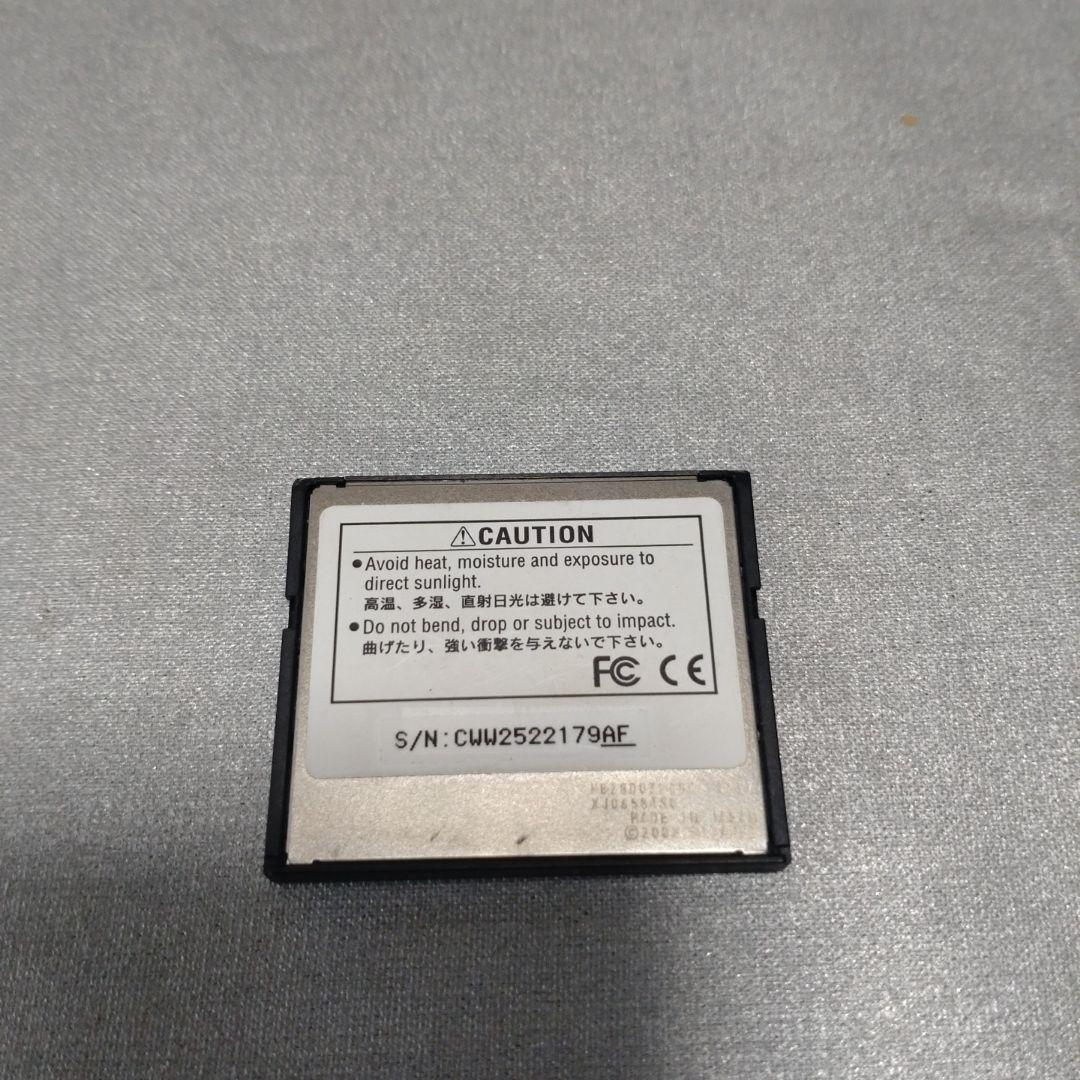 ⚠CAUTION
●Avoid heat, moisture and exposure to
direct sunlight.
高温、多湿、直射日光は避けて下さい。
●Do not bend, drop or subject to impact.
曲げたり、強い衝撃を与えないで下さい。
FC CE
S/N:CWW2522179AF
MADE IN